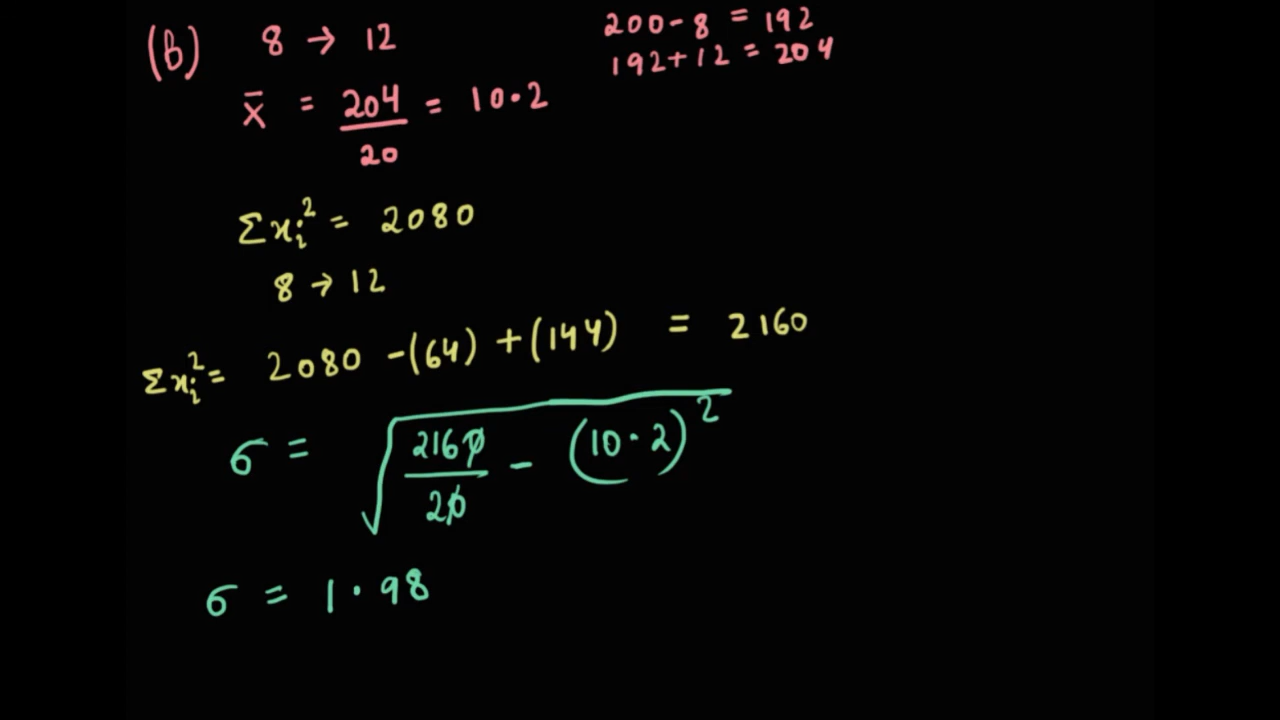 (b) 8 → 12
200 - 8 = 192
192 + 12 = 204
x̄ = 204/20 = 10.2
Σxᵢ² = 2080
8 → 12
Σxᵢ² = 2080 - (64) + (144) = 2160
σ = √(2160/20 - (10.2)²)
σ = 1.98